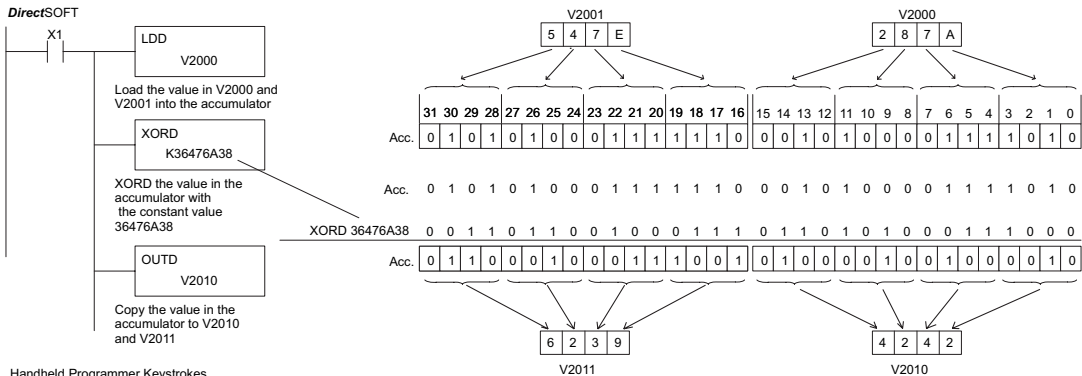 DirectSOFT
X1
LDD
V2000
Load the value in V2000 and
V2001 into the accumulator
XORD
K36476A38
XORD the value in the
accumulator with
the constant value
36476A38
OUTD
V2010
Copy the value in the
accumulator to V2010
and V2011
Handheld Programmer Keystrokes
V2001
5 4 7 E
V2000
2 8 7 A
31 30 29 28 27 26 25 24 23 22 21 20 19 18 17 16 15 14 13 12 11 10 9 8 7 6 5 4 3 2 1 0
Acc. 0 1 0 1 0 1 0 0 0 1 1 1 1 1 1 0 0 0 1 0 1 0 0 0 0 1 1 1 1 0 1 0
Acc. 0 1 0 1 0 1 0 0 0 1 1 1 1 1 1 0 0 0 1 0 1 0 0 0 0 1 1 1 1 0 1 0
XORD 36476A38 0 0 1 1 0 1 1 0 0 1 0 0 0 1 1 1 0 1 1 0 1 0 1 0 0 0 1 1 1 0 0 0
Acc. 0 1 1 0 0 0 1 0 0 0 1 1 1 0 0 1 0 1 0 0 0 0 1 0 0 1 0 0 0 0 1 0
6 2 3 9
V2011
4 2 4 2
V2010